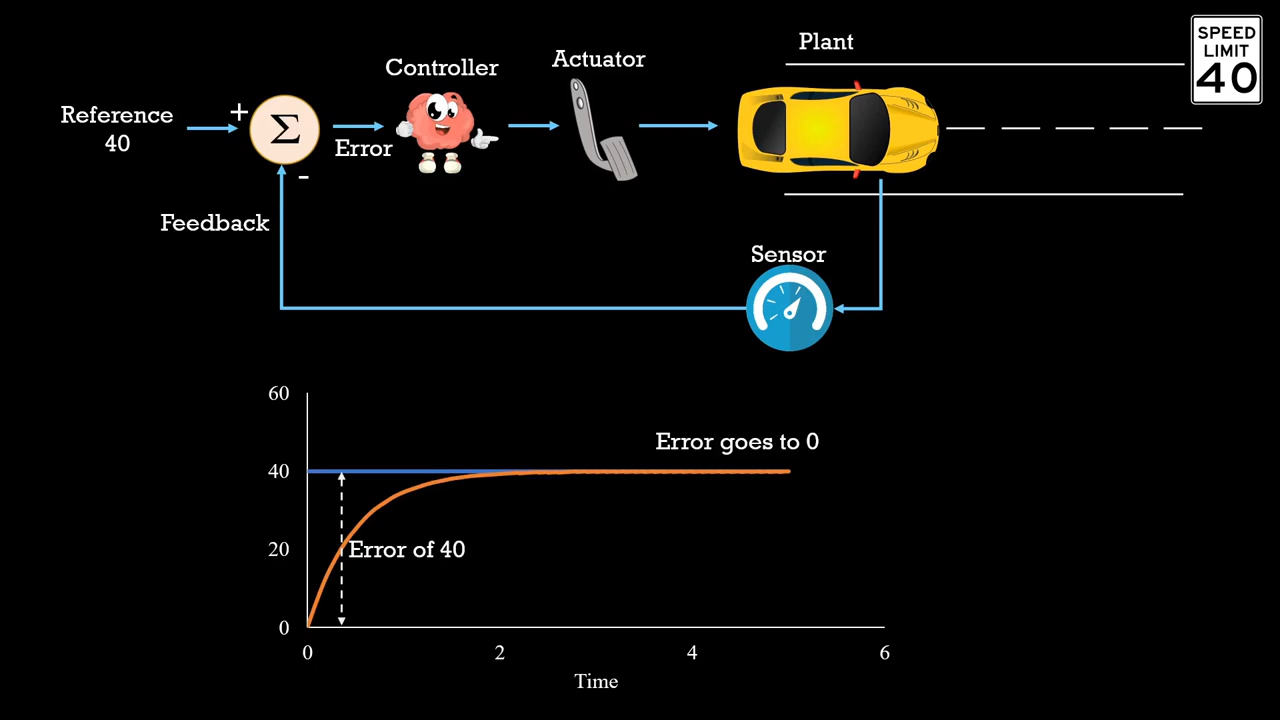 Plant
SPEED
LIMIT
40
Controller
Actuator
Reference
40
+
Σ
Error
-
Feedback
Sensor
60
40
20
0
Error goes to 0
Error of 40
0 2 4 6
Time